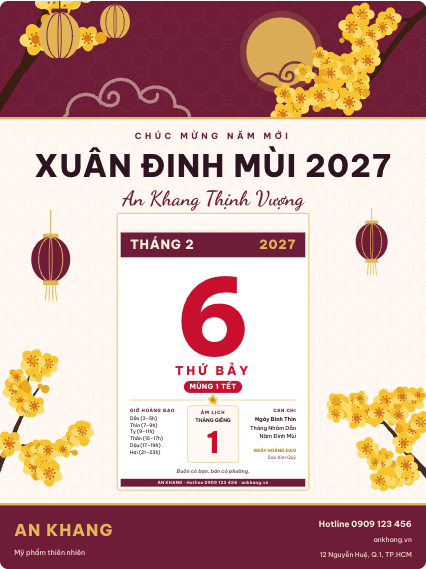 CHÚC MỪNG NĂM MỚI
XUÂN ĐINH MÙI 2027
An Khang Thịnh Vượng
THÁNG 2 2027
6
THỨ BẢY
MÙNG 1 TẾT
GIỜ HOÀNG ĐẠO
Dần (3-5h)
Thìn (7-9h)
Tỵ (9-11h)
Thân (15-17h)
Dậu (17-19h)
Hợi (21-23h)
ÂM LỊCH
THÁNG GIÊNG
1
CAN CHI
Ngày Bính Thìn
Tháng Nhâm Dần
Năm Đinh Mùi
NGÀY HOÀNG ĐẠO
Sao Kim Quỹ
Buôn có bạn, bán có phường.
AN KHANG · Hotline 0909 123 456 · ankhang.vn
AN KHANG
Mỹ phẩm thiên nhiên
Hotline 0909 123 456
ankhang.vn
12 Nguyễn Huệ, Q.1, TP.HCM